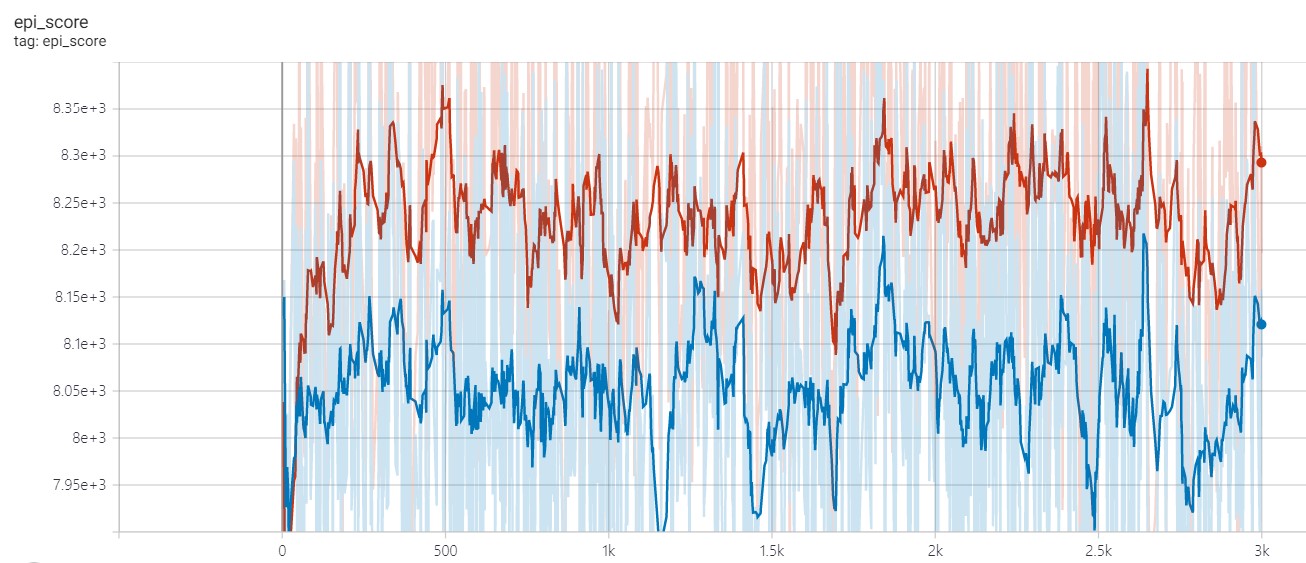 epi_score
tag: epi_score
8.35e+3
8.3e+3
8.25e+3
8.2e+3
8.15e+3
8.1e+3
8.05e+3
8e+3
7.95e+3
0 500 1k 1.5k 2k 2.5k 3k